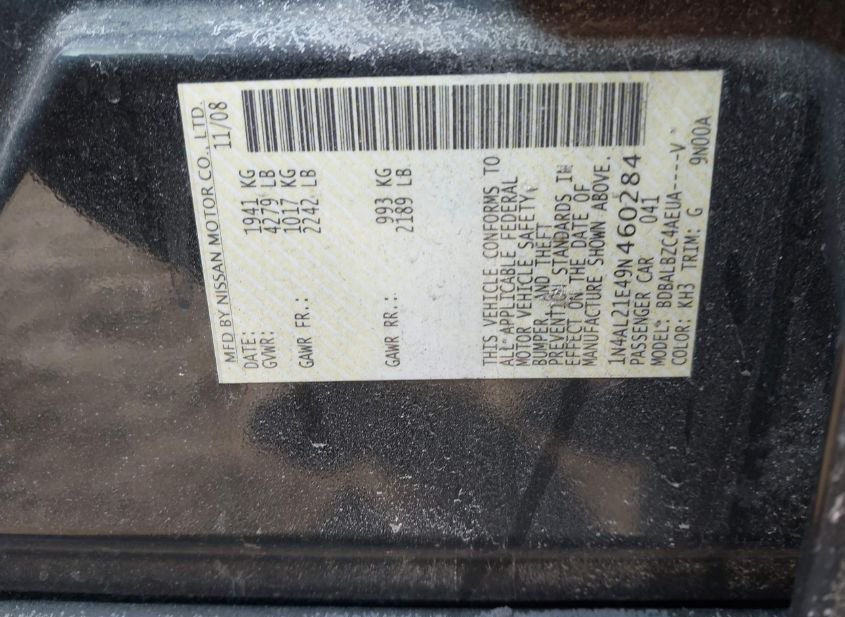 MFD BY NISSAN MOTOR CO., LTD.
DATE: 11/08
GVWR: 1941 KG
4279 LB
GAWR FR.: 1017 KG
2242 LB
GAWR RR.: 993 KG
2189 LB
THIS VEHICLE CONFORMS TO
ALL APPLICABLE FEDERAL
MOTOR VEHICLE SAFETY,
BUMPER, AND THEFT
PREVENTION STANDARDS IN
EFFECT ON THE DATE OF
MANUFACTURE SHOWN ABOVE.
1N4AL21E49N460284
PASSENGER CAR 041
MODEL* BDBALBZC4AEUA----V *
COLOR: KH3 TRIM: G 9N00A